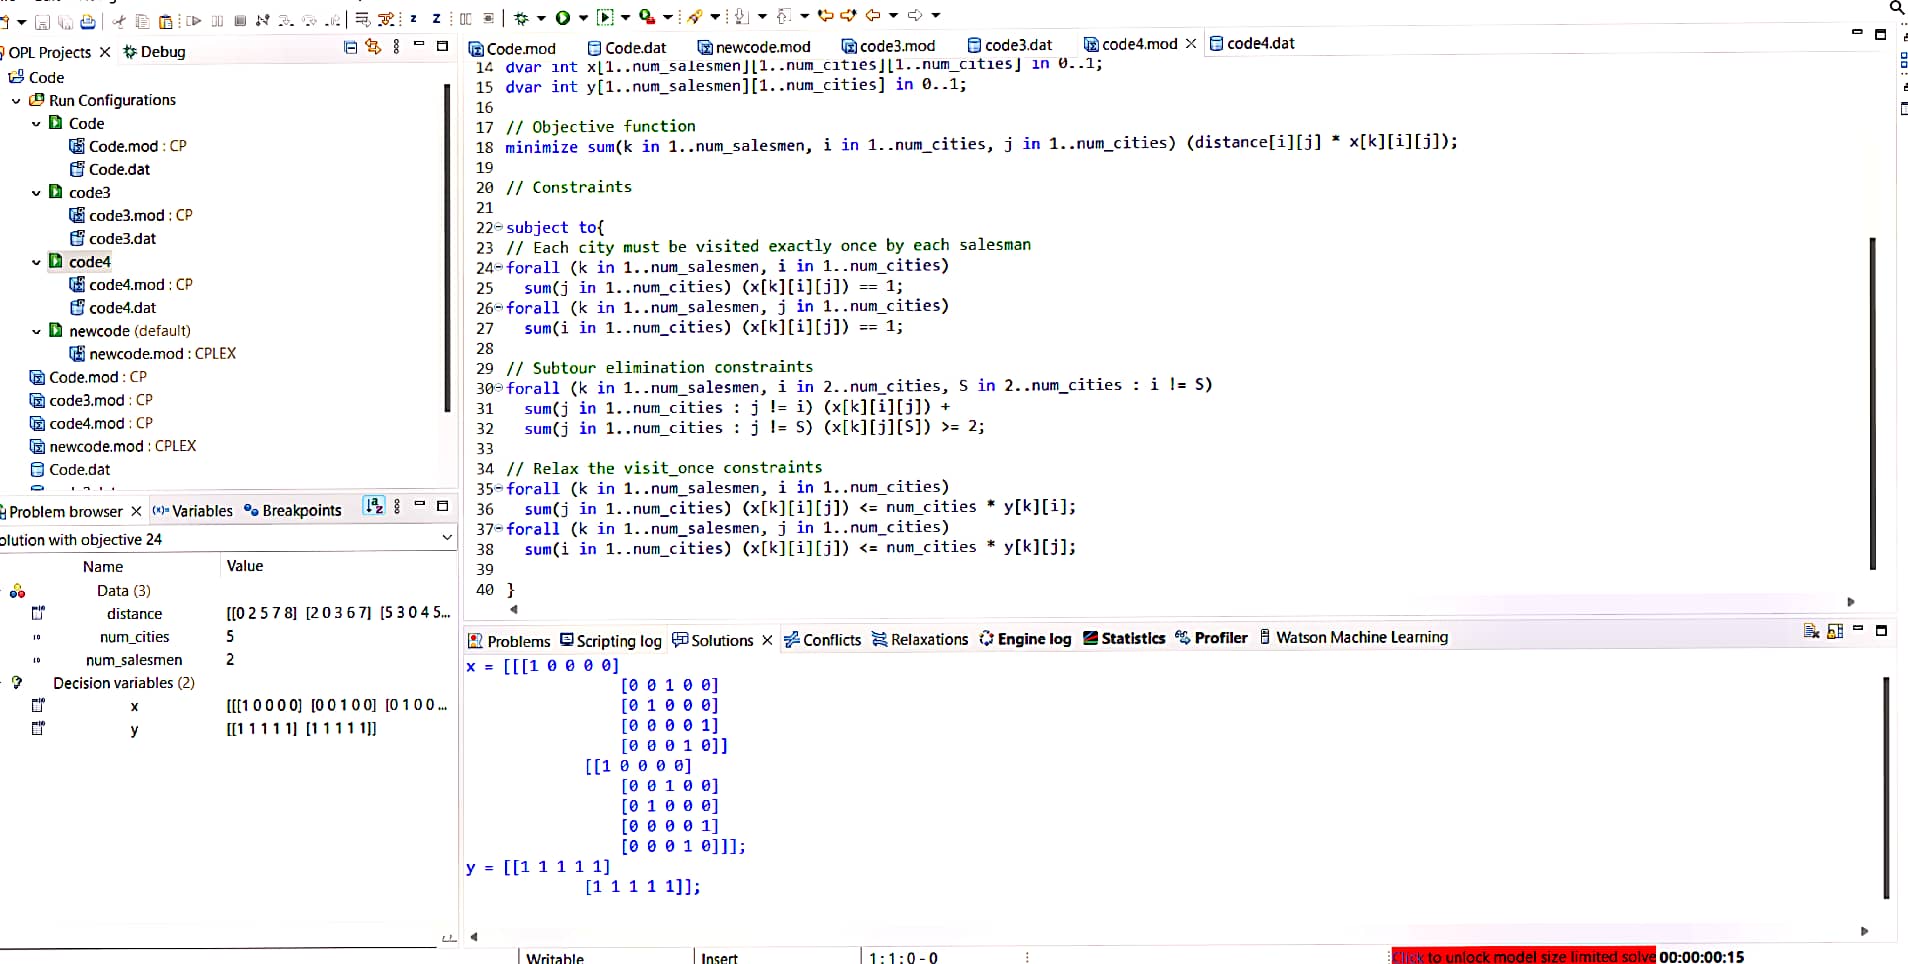 OPL Projects
Debug
Code
Run Configurations
Code
Code.mod : CP
Code.dat
code3
code3.mod : CP
code3.dat
code4
code4.mod : CP
code4.dat
newcode (default)
newcode.mod : CPLEX
Code.mod : CP
code3.mod : CP
code4.mod : CP
newcode.mod : CPLEX
Code.dat
Problem browser
(x)= Variables
Breakpoints
olution with objective 24
Name Value
Data (3)
distance [[0 2 5 7 8] [2 0 3 6 7] [5 3 0 4 5...
num_cities 5
num_salesmen 2
Decision variables (2)
x [[[1 0 0 0 0] [0 0 1 0 0] [0 1 0 0 ...
y [[1 1 1 1 1] [1 1 1 1 1]]
Code.mod Code.dat newcode.mod code3.mod code3.dat code4.mod code4.dat
14 dvar int x[1..num_salesmen][1..num_cities][1..num_cities] in 0..1;
15 dvar int y[1..num_salesmen][1..num_cities] in 0..1;
16
17 // Objective function
18 minimize sum(k in 1..num_salesmen, i in 1..num_cities, j in 1..num_cities) (distance[i][j] * x[k][i][j]);
19
20 // Constraints
21
22 subject to{
23 // Each city must be visited exactly once by each salesman
24 forall (k in 1..num_salesmen, i in 1..num_cities)
25 sum(j in 1..num_cities) (x[k][i][j]) == 1;
26 forall (k in 1..num_salesmen, j in 1..num_cities)
27 sum(i in 1..num_cities) (x[k][i][j]) == 1;
28
29 // Subtour elimination constraints
30 forall (k in 1..num_salesmen, i in 2..num_cities, S in 2..num_cities : i != S)
31 sum(j in 1..num_cities : j != i) (x[k][i][j]) +
32 sum(j in 1..num_cities : j != S) (x[k][j][S]) >= 2;
33
34 // Relax the visit_once constraints
35 forall (k in 1..num_salesmen, i in 1..num_cities)
36 sum(j in 1..num_cities) (x[k][i][j]) <= num_cities * y[k][i];
37 forall (k in 1..num_salesmen, j in 1..num_cities)
38 sum(i in 1..num_cities) (x[k][i][j]) <= num_cities * y[k][j];
39
40 }
Problems Scripting log Solutions Conflicts Relaxations Engine log Statistics Profiler Watson Machine Learning
x = [[[1 0 0 0 0]
[0 0 1 0 0]
[0 1 0 0 0]
[0 0 0 0 1]
[0 0 0 1 0]]
[[1 0 0 0 0]
[0 0 1 0 0]
[0 1 0 0 0]
[0 0 0 0 1]
[0 0 0 1 0]]];
y = [[1 1 1 1 1]
[1 1 1 1 1]];
Writable Insert 1 : 1 : 0 - 0 Click to unlock model size limited solve 00:00:00:15